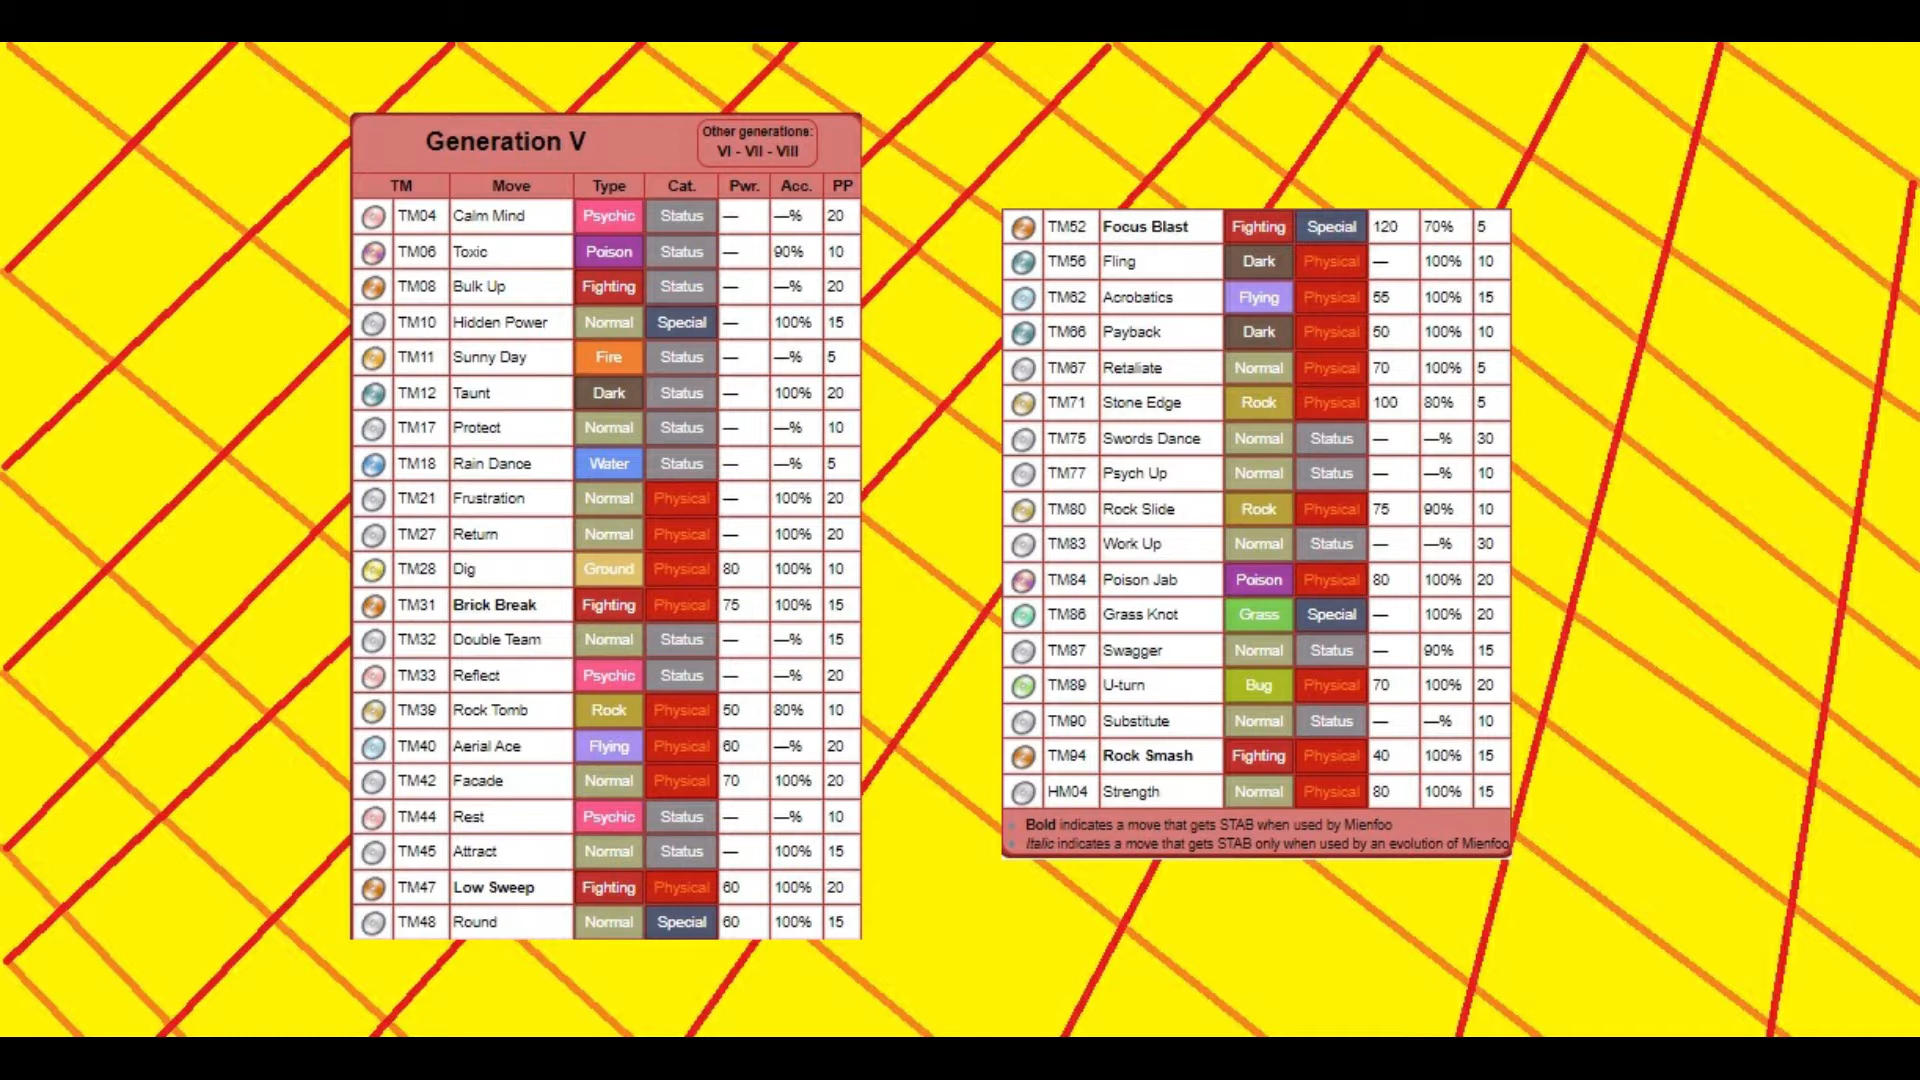 Generation V
Other generations:
VI - VII - VIII
TM Move Type Cat. Pwr. Acc. PP
TM04 Calm Mind Psychic Status — —% 20
TM06 Toxic Poison Status — 90% 10
TM08 Bulk Up Fighting Status — —% 20
TM10 Hidden Power Normal Special — 100% 15
TM11 Sunny Day Fire Status — —% 5
TM12 Taunt Dark Status — 100% 20
TM17 Protect Normal Status — —% 10
TM18 Rain Dance Water Status — —% 5
TM21 Frustration Normal Physical — 100% 20
TM27 Return Normal Physical — 100% 20
TM28 Dig Ground Physical 80 100% 10
TM31 Brick Break Fighting Physical 75 100% 15
TM32 Double Team Normal Status — —% 15
TM33 Reflect Psychic Status — —% 20
TM39 Rock Tomb Rock Physical 50 80% 10
TM40 Aerial Ace Flying Physical 60 —% 20
TM42 Facade Normal Physical 70 100% 20
TM44 Rest Psychic Status — —% 10
TM45 Attract Normal Status — 100% 15
TM47 Low Sweep Fighting Physical 60 100% 20
TM48 Round Normal Special 60 100% 15
TM52 Focus Blast Fighting Special 120 70% 5
TM56 Fling Dark Physical — 100% 10
TM62 Acrobatics Flying Physical 55 100% 15
TM66 Payback Dark Physical 50 100% 10
TM67 Retaliate Normal Physical 70 100% 5
TM71 Stone Edge Rock Physical 100 80% 5
TM75 Swords Dance Normal Status — —% 30
TM77 Psych Up Normal Status — —% 10
TM80 Rock Slide Rock Physical 75 90% 10
TM83 Work Up Normal Status — —% 30
TM84 Poison Jab Poison Physical 80 100% 20
TM86 Grass Knot Grass Special — 100% 20
TM87 Swagger Normal Status — 90% 15
TM89 U-turn Bug Physical 70 100% 20
TM90 Substitute Normal Status — —% 10
TM94 Rock Smash Fighting Physical 40 100% 15
HM04 Strength Normal Physical 80 100% 15
Bold indicates a move that gets STAB when used by Mienfoo
Italic indicates a move that gets STAB only when used by an evolution of Mienfoo